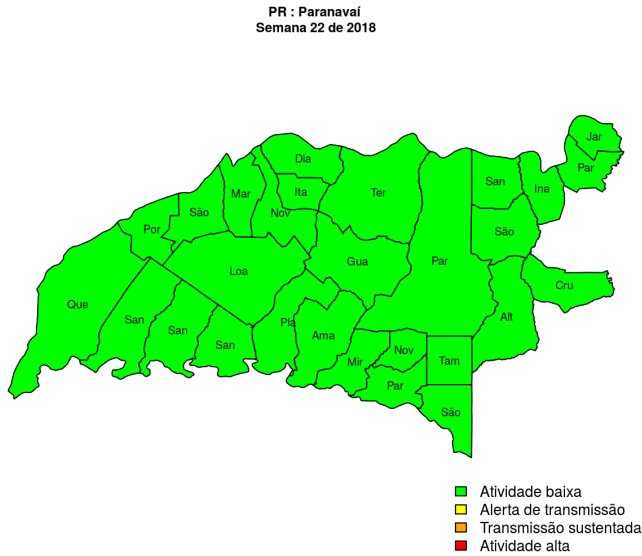 PR : Paranavaí
Semana 22 de 2018
Jar
Dia
Par
Ita
San
Mar
Ter
Ina
São
Nov
Por
São
Gua
Par
Loa
Cru
Que
Alt
San
Pla
San
Ama
San
Nov
Mir
Tam
Par
São
Atividade baixa
Alerta de transmissão
Transmissão sustentada
Atividade alta